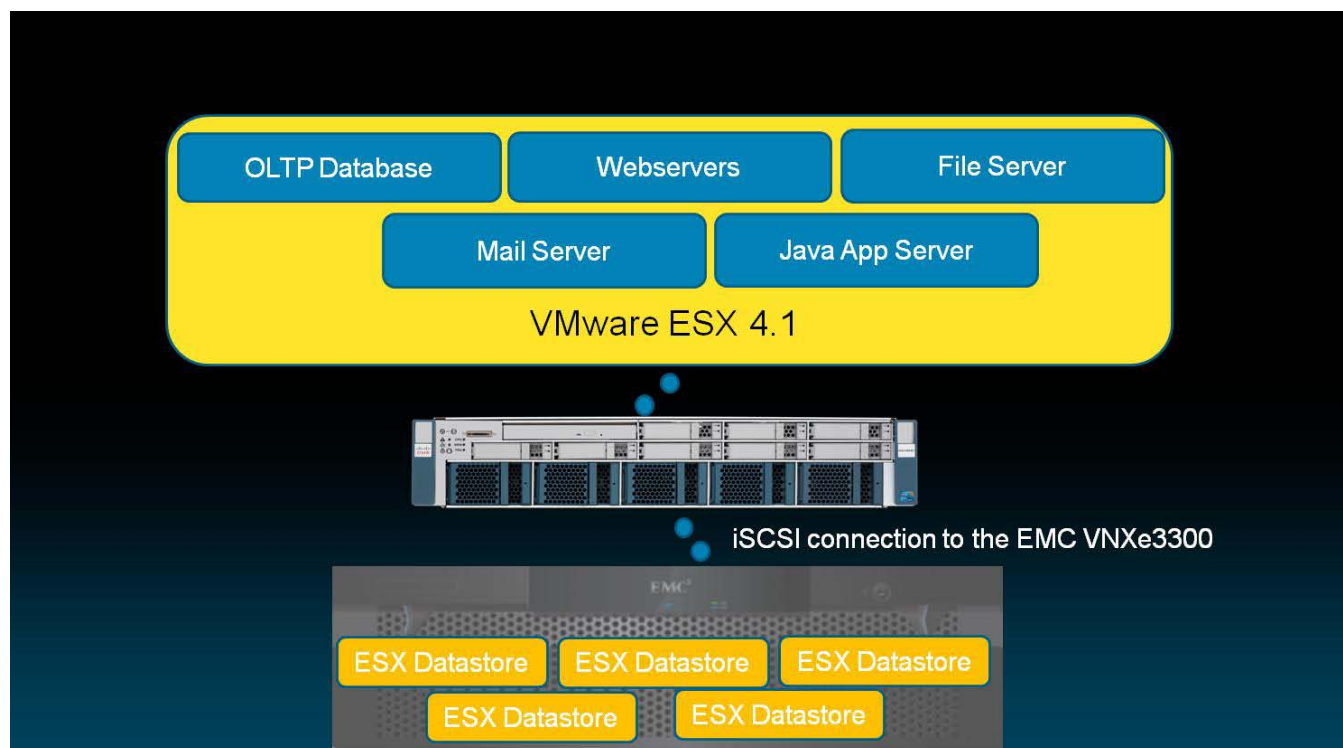 OLTP Database
Webservers
File Server
Mail Server
Java App Server
VMware ESX 4.1
iSCSI connection to the EMC VNXe3300
EMC²
ESX Datastore
ESX Datastore
ESX Datastore
ESX Datastore
ESX Datastore